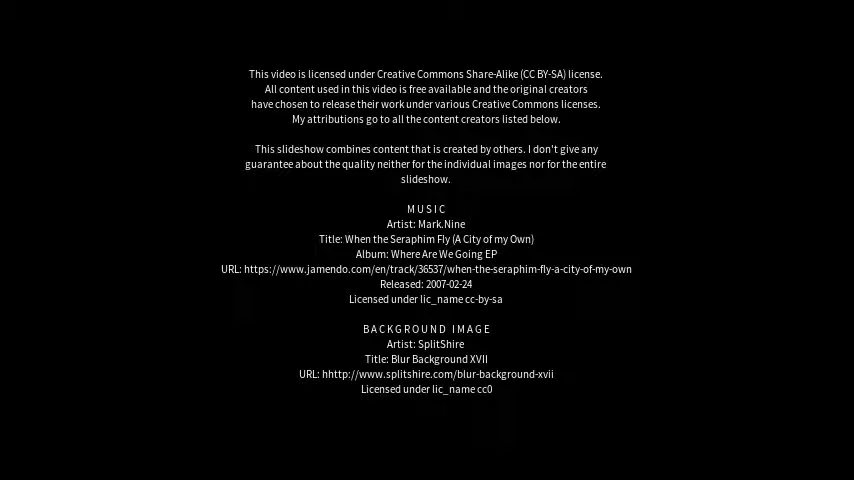 This video is licensed under Creative Commons Share-Alike (CC BY-SA) license.
All content used in this video is free available and the original creators
have chosen to release their work under various Creative Commons licenses.
My attributions go to all the content creators listed below.
This slideshow combines content that is created by others. I don't give any
guarantee about the quality neither for the individual images nor for the entire
slideshow.
MUSIC
Artist: Mark.Nine
Title: When the Seraphim Fly (A City of my Own)
Album: Where Are We Going EP
URL: https://www.jamendo.com/en/track/36537/when-the-seraphim-fly-a-city-of-my-own
Released: 2007-02-24
Licensed under lic_name cc-by-sa
BACKGROUND IMAGE
Artist: SplitShire
Title: Blur Background XVII
URL: hhttp://www.splitshire.com/blur-background-xvii
Licensed under lic_name cc0